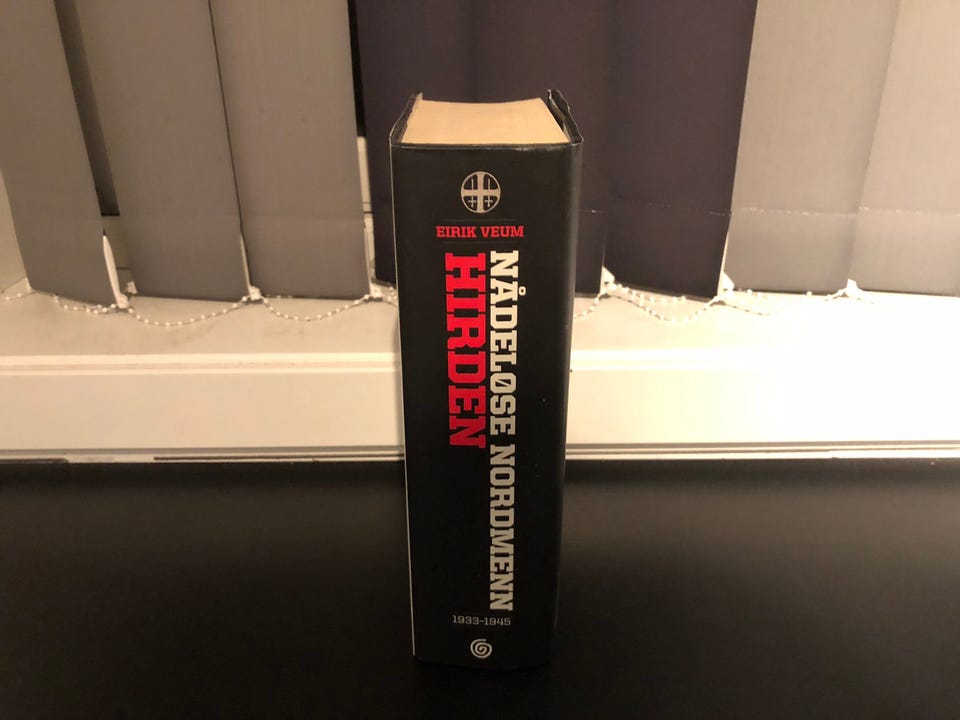 EIRIK VEUM
NÅDELØSE NORDMENN
HIRDEN
1933-1945